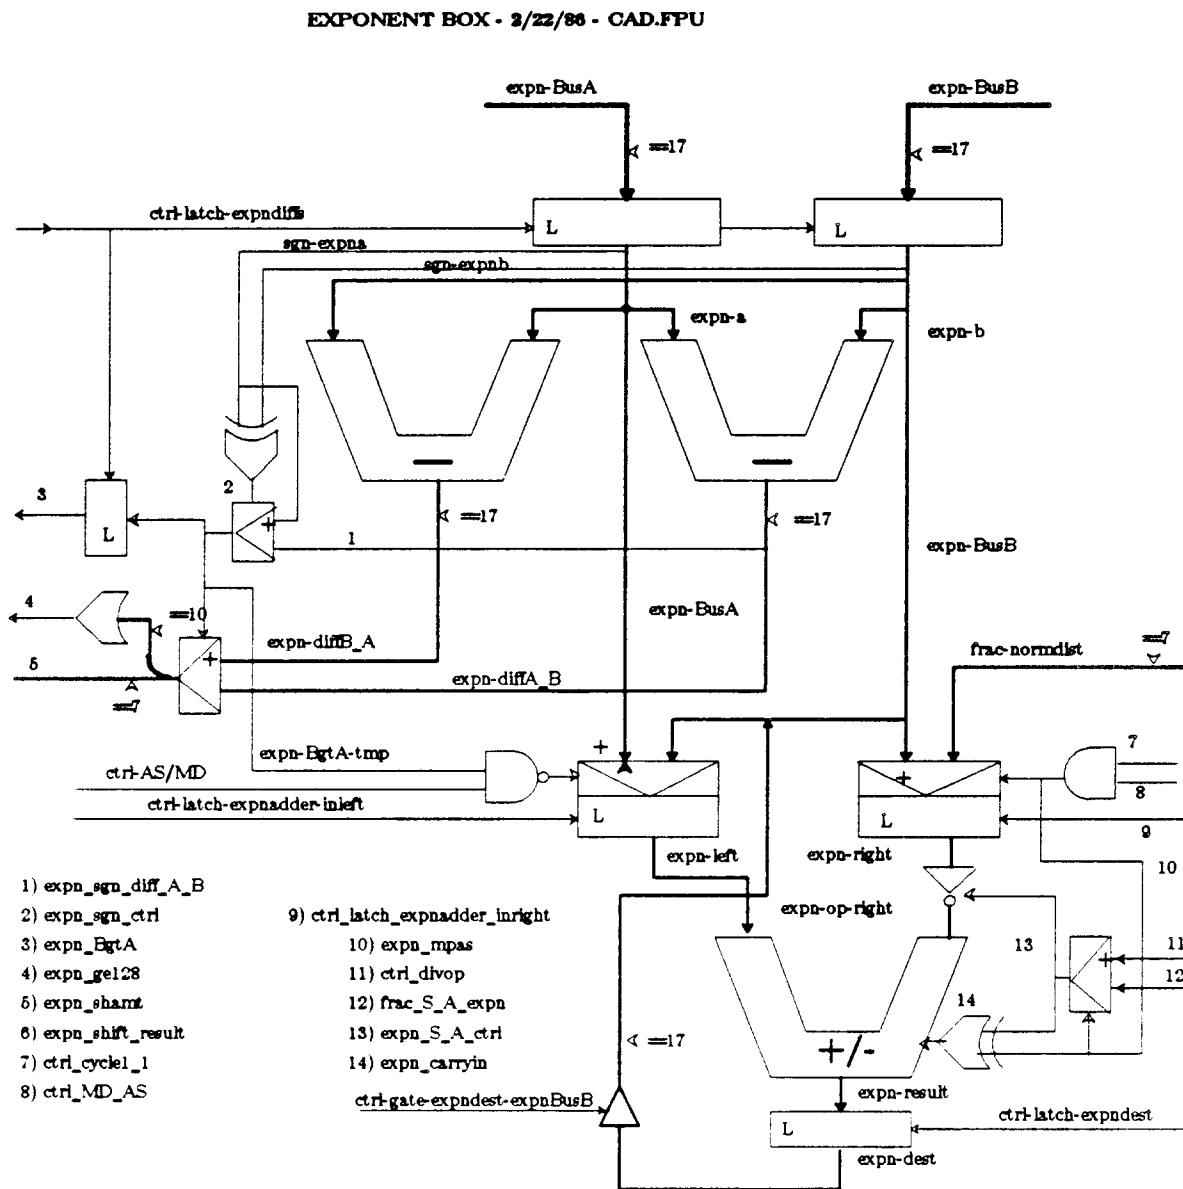 EXPONENT BOX - 2/22/86 - CAD.FPU
expn-BusA
expn-BusB
=17
=17
ctrl-latch-expndiffs
L
L
sgn-expna
sgn-expnb
expn-a
expn-b
3
2
+
L
=17
=17
1
expn-BusB
4
=10
expn-BusA
expn-diffB_A
+
5
=7
expn-diffA_B
frac-normdist
=7
expn-BgtA-tmp
+
7
ctrl-AS/MD
+
8
ctrl-latch-expnadder-inleft
L
L
9
expn-left
expn-right
10
expn-op-right
1) expn_sgn_diff_A_B
2) expn_sgn_ctrl
3) expn_BgtA
4) expn_ge128
5) expn_shamt
6) expn_shift_result
7) ctrl_cycle1_1
8) ctrl_MD_AS
9) ctrl_latch_expnadder_inright
10) expn_mpas
11) ctrl_divop
12) frac_S_A_expn
13) expn_S_A_ctrl
14) expn_carryin
13
+
11
12
14
=17
+/-
expn-result
ctrl-gate-expndest-expnBusB
L
ctrl-latch-expndest
expn-dest